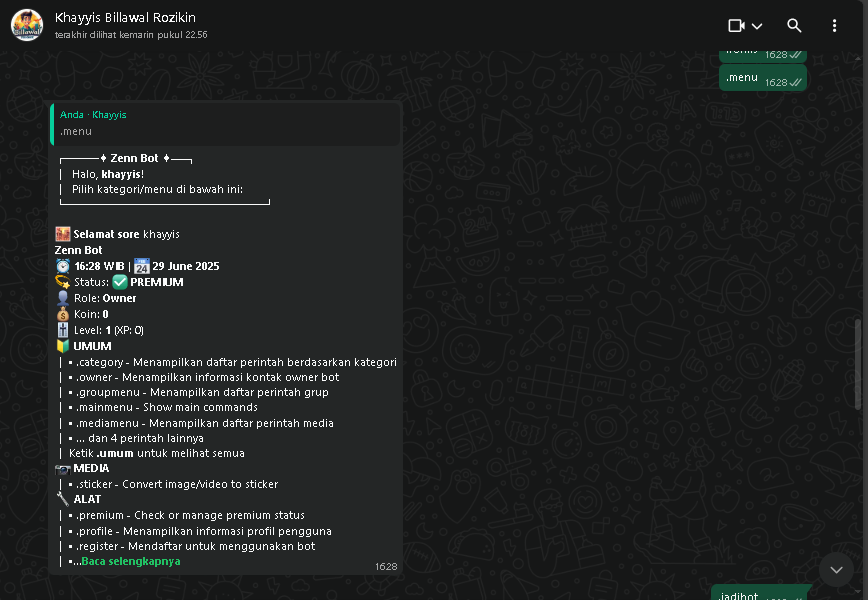 Khayyis Billawal Rozikin
terakhir dilihat kemarin pukul 22.56
16.28
.menu 16.28
Anda · Khayyis
.menu
Zenn Bot
Halo, khayyis!
Pilih kategori/menu di bawah ini:
Selamat sore khayyis
Zenn Bot
16:28 WIB | 29 June 2025
Status: PREMIUM
Role: Owner
Koin: 0
Level: 1 (XP: 0)
UMUM
| • .category - Menampilkan daftar perintah berdasarkan kategori
| • .owner - Menampilkan informasi kontak owner bot
| • .groupmenu - Menampilkan daftar perintah grup
| • .mainmenu - Show main commands
| • .mediamenu - Menampilkan daftar perintah media
| • ... dan 4 perintah lainnya
| Ketik .umum untuk melihat semua
MEDIA
| • .sticker - Convert image/video to sticker
ALAT
| • .premium - Check or manage premium status
| • .profile - Menampilkan informasi profil pengguna
| • .register - Mendaftar untuk menggunakan bot
| •...Baca selengkapnya
16.28
.jadibot 16.28